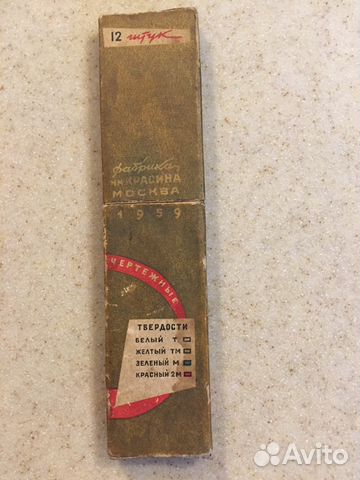 12 штук
фабрика
им КРАСИНА
МОСКВА
1959
ЧЕРТЕЖНЫЕ
ТВЕРДОСТИ
БЕЛЫЙ Т
ЖЕЛТЫЙ ТМ
ЗЕЛЕНЫЙ М
КРАСНЫЙ 2М
Avito